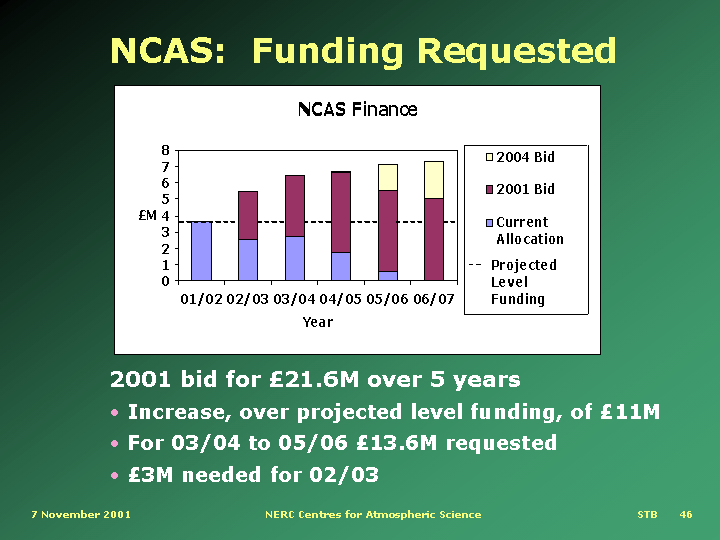 NCAS: Funding Requested
NCAS Finance
8
7
6
5
£M 4
3
2
1
0
01/02 02/03 03/04 04/05 05/06 06/07
Year
2004 Bid
2001 Bid
Current
Allocation
Projected
Level
Funding
2001 bid for £21.6M over 5 years
• Increase, over projected level funding, of £11M
• For 03/04 to 05/06 £13.6M requested
• £3M needed for 02/03
7 November 2001 NERC Centres for Atmospheric Science STB 46